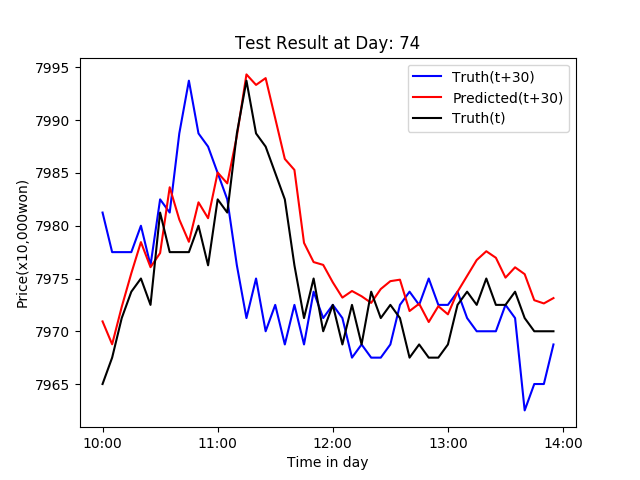 Test Result at Day: 74
Truth(t+30)
Predicted(t+30)
Truth(t)
Price(x10,000won)
7995
7990
7985
7980
7975
7970
7965
10:00 11:00 12:00 13:00 14:00
Time in day